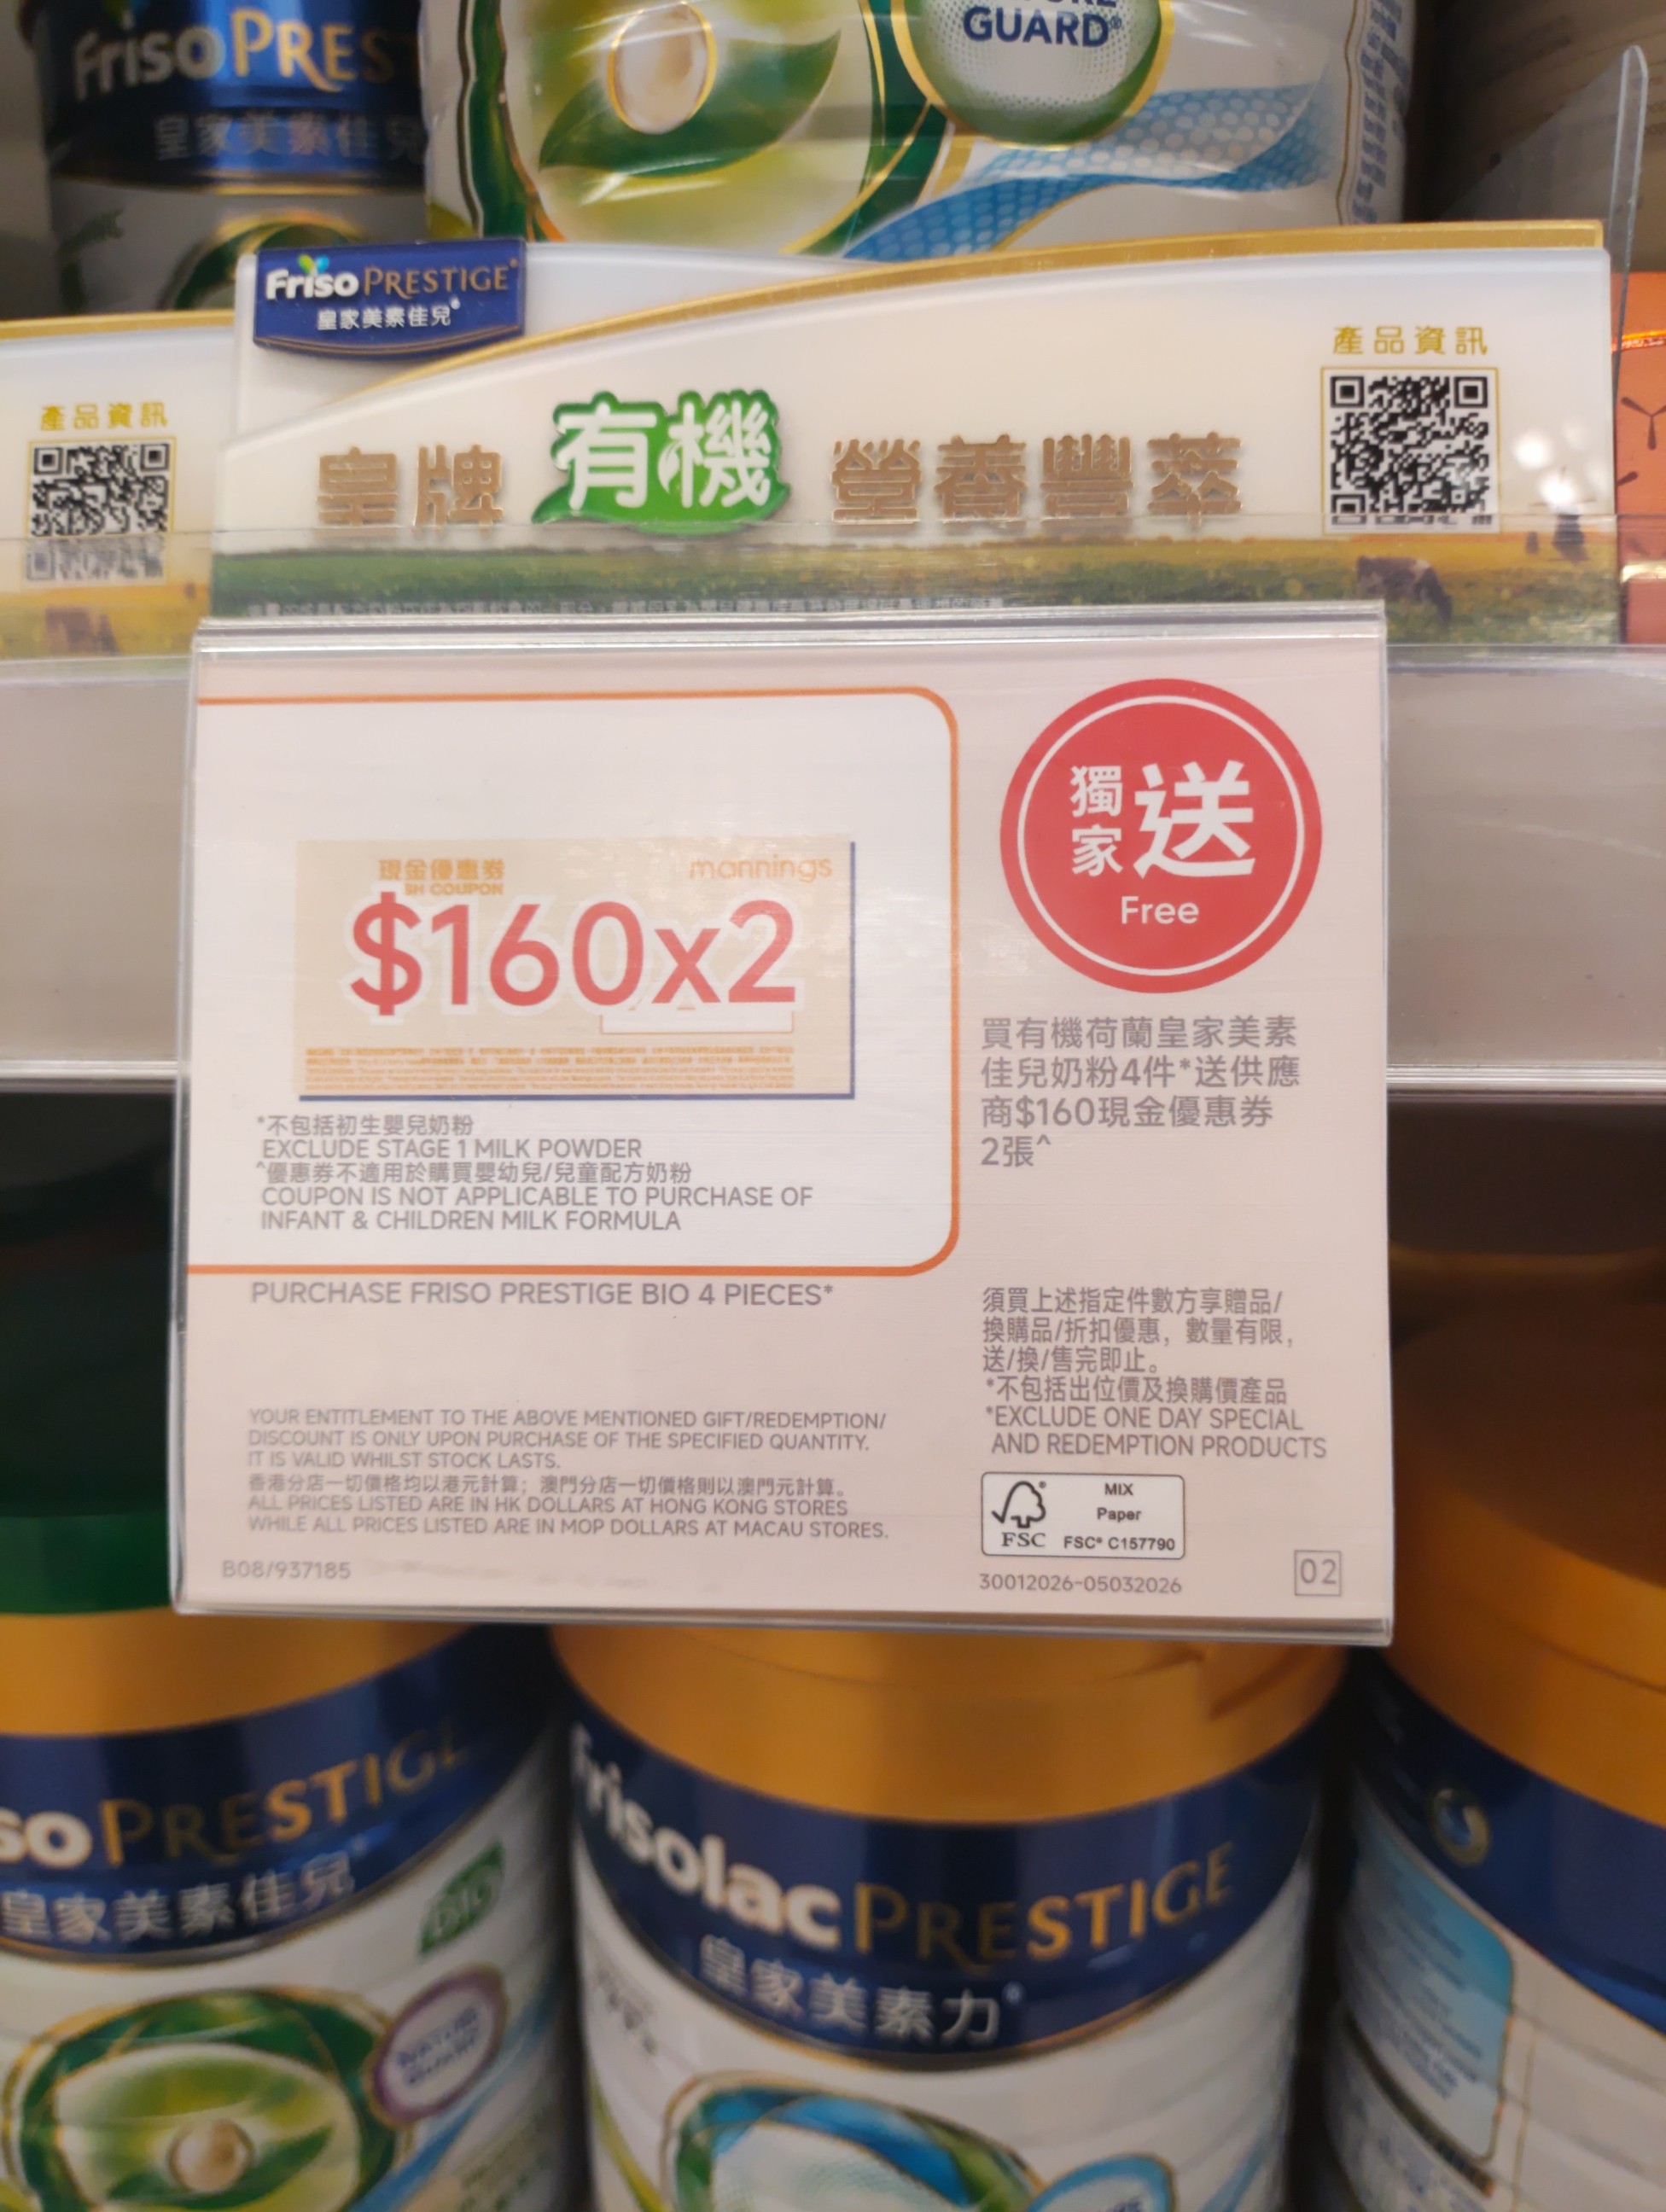 Friso PRES
皇家美素佳兒
GUARD®
Friso PRESTIGE®
皇家美素佳兒®
產品資訊
產品資訊
皇牌 有機 營養豐萃
現金優惠券
mannings
$160x2
*不包括初生嬰兒奶粉
EXCLUDE STAGE 1 MILK POWDER
^優惠券不適用於購買嬰幼兒/兒童配方奶粉
COUPON IS NOT APPLICABLE TO PURCHASE OF
INFANT & CHILDREN MILK FORMULA
PURCHASE FRISO PRESTIGE BIO 4 PIECES*
YOUR ENTITLEMENT TO THE ABOVE MENTIONED GIFT/REDEMPTION/
DISCOUNT IS ONLY UPON PURCHASE OF THE SPECIFIED QUANTITY.
IT IS VALID WHILST STOCK LASTS.
香港分店一切價格均以港元計算；澳門分店一切價格則以澳門元計算。
ALL PRICES LISTED ARE IN HK DOLLARS AT HONG KONG STORES
WHILE ALL PRICES LISTED ARE IN MOP DOLLARS AT MACAU STORES.
B08/937185
獨家送
Free
買有機荷蘭皇家美素
佳兒奶粉4件*送供應
商$160現金優惠券
2張^
須買上述指定件數方享贈品/
換購品/折扣優惠，數量有限，
送/換/售完即止。
*不包括出位價及換購價產品
*EXCLUDE ONE DAY SPECIAL
AND REDEMPTION PRODUCTS
FSC
MIX
Paper
FSC® C157790
30012026-05032026
02
so PRESTIGE
皇家美素佳兒
BIO
Frisolac PRESTIGE
皇家美素力®